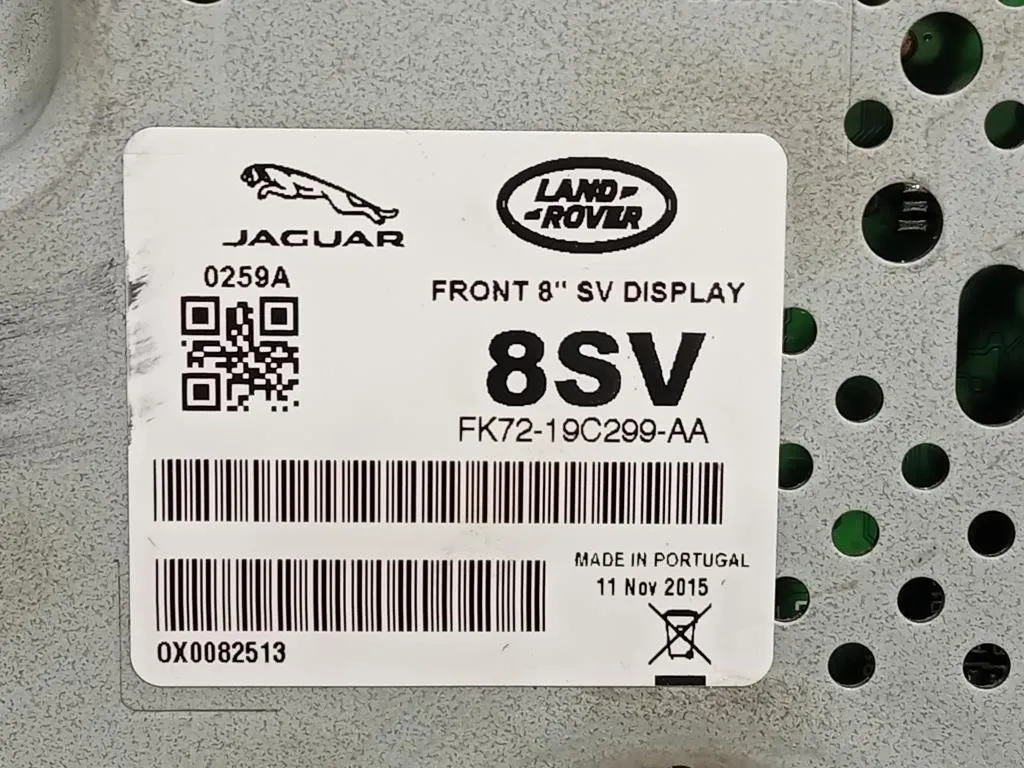 JAGUAR
LAND ROVER
0259A
FRONT 8" SV DISPLAY
8SV
FK72-19C299-AA
MADE IN PORTUGAL
11 Nov 2015
0X0082513